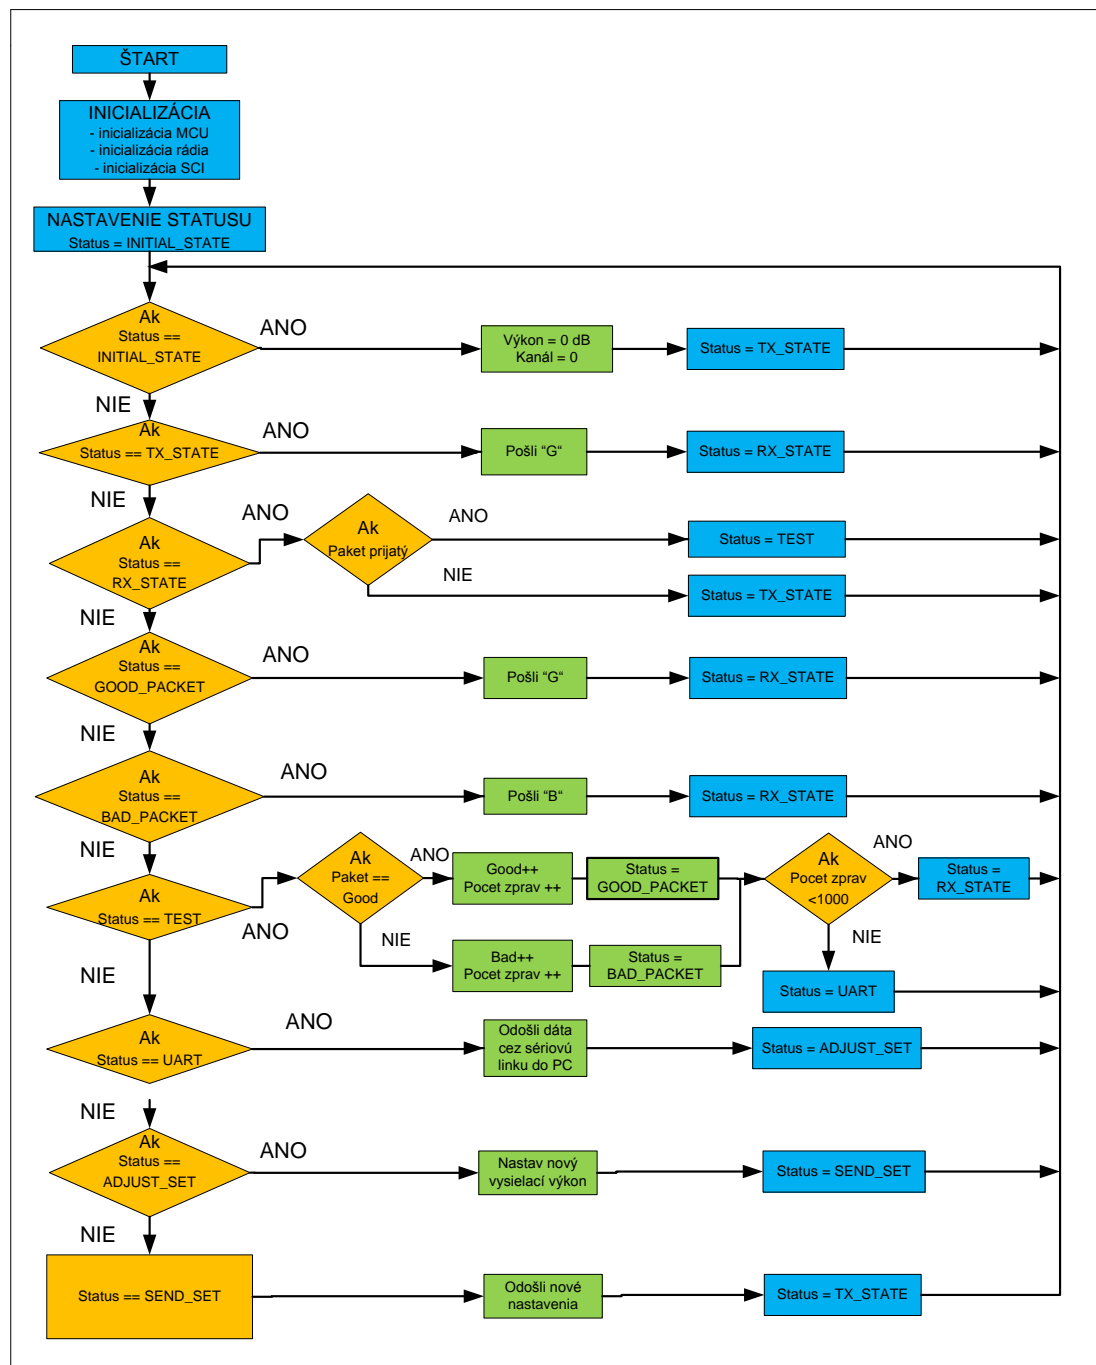 ŠTART
INICIALIZÁCIA
- inicializácia MCU
- inicializácia rádia
- inicializácia SCI
NASTAVENIE STATUSU
Status = INITIAL_STATE
Ak
Status ==
INITIAL_STATE
ANO
Výkon = 0 dB
Kanál = 0
Status = TX_STATE
NIE
Ak
Status == TX_STATE
ANO
Pošli “G“
Status = RX_STATE
NIE
Ak
Status ==
RX_STATE
ANO
Ak
Paket prijatý
ANO
Status = TEST
NIE
Status = TX_STATE
NIE
Ak
Status ==
GOOD_PACKET
ANO
Pošli “G“
Status = RX_STATE
NIE
Ak
Status ==
BAD_PACKET
ANO
Pošli “B“
Status = RX_STATE
NIE
Ak
Status == TEST
ANO
Ak
Paket ==
Good
ANO
Good++
Pocet zprav ++
Status =
GOOD_PACKET
NIE
Bad++
Pocet zprav ++
Status =
BAD_PACKET
Ak
Pocet zprav
<1000
ANO
Status =
RX_STATE
NIE
Status = UART
NIE
Ak
Status == UART
ANO
Odošli dáta
cez sériovú
linku do PC
Status = ADJUST_SET
NIE
Ak
Status ==
ADJUST_SET
ANO
Nastav nový
vysielací výkon
Status = SEND_SET
NIE
Status == SEND_SET
Odošli nové
nastavenia
Status = TX_STATE